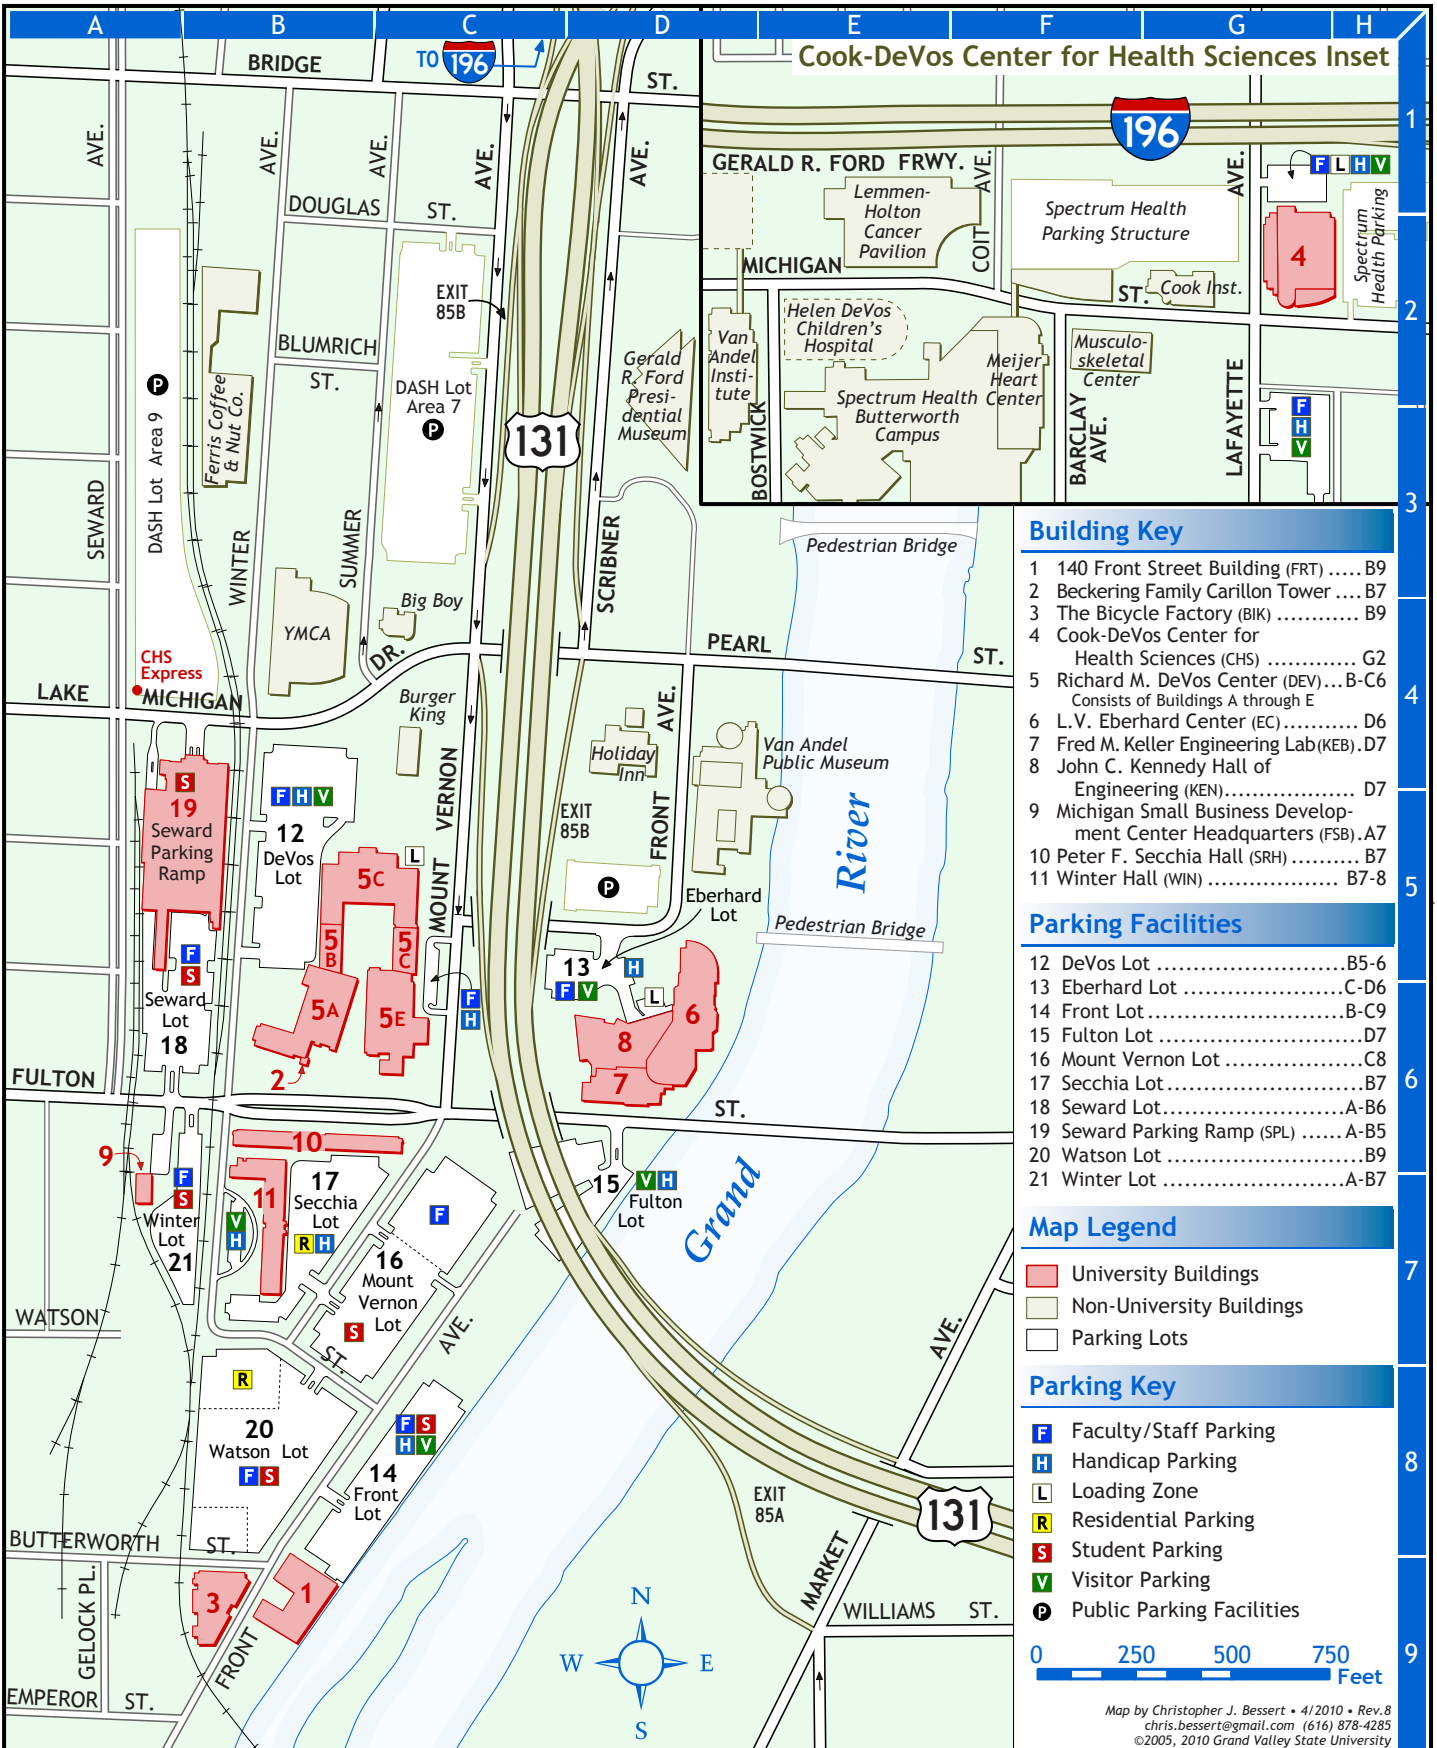 A B C D E F G H
Cook-DeVos Center for Health Sciences Inset
1
2
3
4
5
6
7
8
9
BRIDGE
ST.
TO 196
AVE.
AVE.
AVE.
AVE.
AVE.
DOUGLAS
ST.
BLUMRICH
ST.
EXIT
85B
DASH Lot
Area 7
P
P
DASH Lot Area 9
Ferris Coffee
& Nut Co.
Gerald
R. Ford
Presi-
dential
Museum
131
SEWARD
WINTER
SUMMER
SCRIBNER
YMCA
Big Boy
DR.
CHS
Express
LAKE
MICHIGAN
PEARL
ST.
Burger
King
VERNON
MOUNT
Holiday
Inn
AVE.
FRONT
Van Andel
Public Museum
EXIT
85B
P
Eberhard
Lot
Pedestrian Bridge
Pedestrian Bridge
River
Grand
196
GERALD R. FORD FRWY.
AVE.
COIT
AVE.
Lemmen-
Holton
Cancer
Pavilion
Spectrum Health
Parking Structure
F L H V
4
Spectrum
Health Parking
MICHIGAN
ST.
Cook Inst.
Van
Andel
Insti-
tute
Helen DeVos
Children's
Hospital
Spectrum Health
Butterworth
Campus
Meijer
Heart
Center
Musculo-
skeletal
Center
BOSTWICK
BARCLAY
AVE.
LAFAYETTE
F
H
V
S
19
Seward
Parking
Ramp
F H V
12
DeVos
Lot
5C
L
5
B
5
C
5A
5E
2
F
S
Seward
Lot
18
F
H
13
F V
H
L
6
8
7
FULTON
ST.
9
10
11
F
S
Winter
Lot
21
V
H
17
Secchia
Lot
R H
F
16
Mount
Vernon
Lot
S
15
V H
Fulton
Lot
WATSON
ST.
AVE.
R
20
Watson Lot
F S
F S
H V
14
Front
Lot
BUTTERWORTH
ST.
3
1
GELOCK PL.
FRONT
EMPEROR ST.
AVE.
MARKET
EXIT
85A
131
WILLIAMS ST.
N
W E
S
Building Key
1 140 Front Street Building (FRT) .....B9
2 Beckering Family Carillon Tower ....B7
3 The Bicycle Factory (BIK) ............ B9
4 Cook-DeVos Center for
Health Sciences (CHS) ............. G2
5 Richard M. DeVos Center (DEV)...B-C6
Consists of Buildings A through E
6 L.V. Eberhard Center (EC)........... D6
7 Fred M. Keller Engineering Lab(KEB).D7
8 John C. Kennedy Hall of
Engineering (KEN)................... D7
9 Michigan Small Business Develop-
ment Center Headquarters (FSB).A7
10 Peter F. Secchia Hall (SRH) .......... B7
11 Winter Hall (WIN) ................... B7-8
Parking Facilities
12 DeVos Lot ..........................B5-6
13 Eberhard Lot .......................C-D6
14 Front Lot............................B-C9
15 Fulton Lot .............................D7
16 Mount Vernon Lot .....................C8
17 Secchia Lot............................B7
18 Seward Lot..........................A-B6
19 Seward Parking Ramp (SPL) ......A-B5
20 Watson Lot ............................B9
21 Winter Lot ..........................A-B7
Map Legend
University Buildings
Non-University Buildings
Parking Lots
Parking Key
F Faculty/Staff Parking
H Handicap Parking
L Loading Zone
R Residential Parking
S Student Parking
V Visitor Parking
P Public Parking Facilities
0 250 500 750
Feet
Map by Christopher J. Bessert • 4/2010 • Rev.8
chris.bessert@gmail.com (616) 878-4285
©2005, 2010 Grand Valley State University